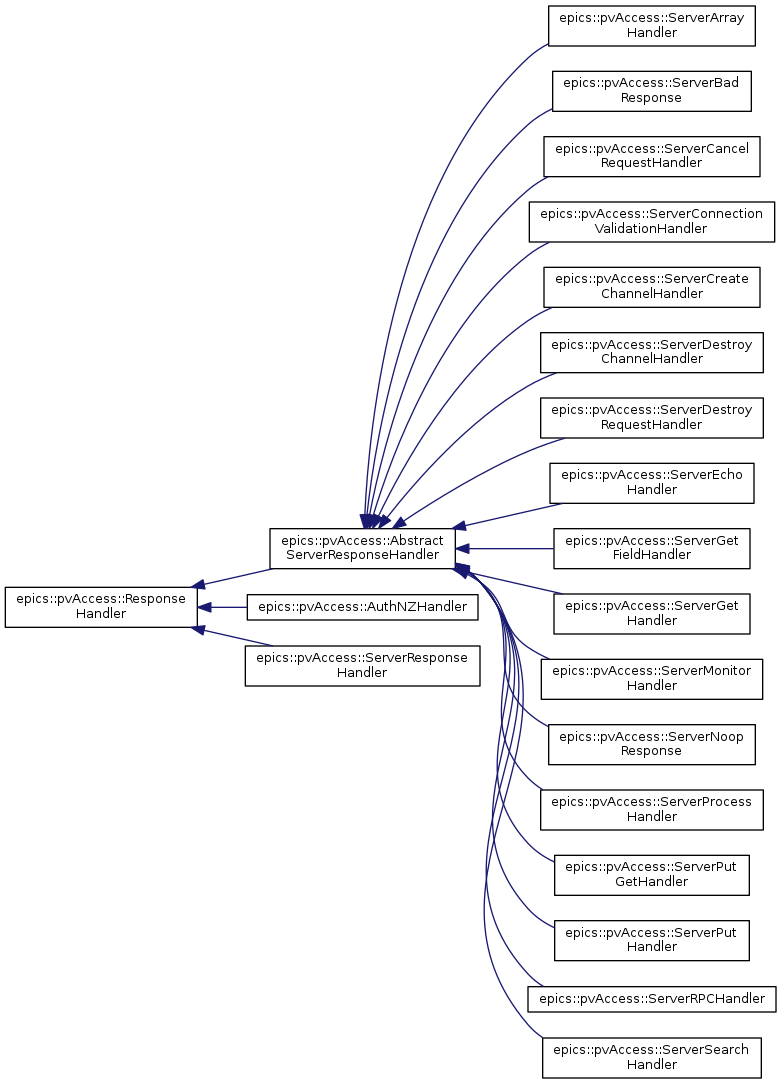 epics::pvAccess::ServerArray
Handler
epics::pvAccess::ServerBad
Response
epics::pvAccess::ServerCancel
RequestHandler
epics::pvAccess::ServerConnection
ValidationHandler
epics::pvAccess::ServerCreate
ChannelHandler
epics::pvAccess::ServerDestroy
ChannelHandler
epics::pvAccess::ServerDestroy
RequestHandler
epics::pvAccess::ServerEcho
Handler
epics::pvAccess::Abstract
ServerResponseHandler
epics::pvAccess::ServerGet
FieldHandler
epics::pvAccess::Response
Handler
epics::pvAccess::AuthNZHandler
epics::pvAccess::ServerGet
Handler
epics::pvAccess::ServerResponse
Handler
epics::pvAccess::ServerMonitor
Handler
epics::pvAccess::ServerNoop
Response
epics::pvAccess::ServerProcess
Handler
epics::pvAccess::ServerPut
GetHandler
epics::pvAccess::ServerPut
Handler
epics::pvAccess::ServerRPCHandler
epics::pvAccess::ServerSearch
Handler